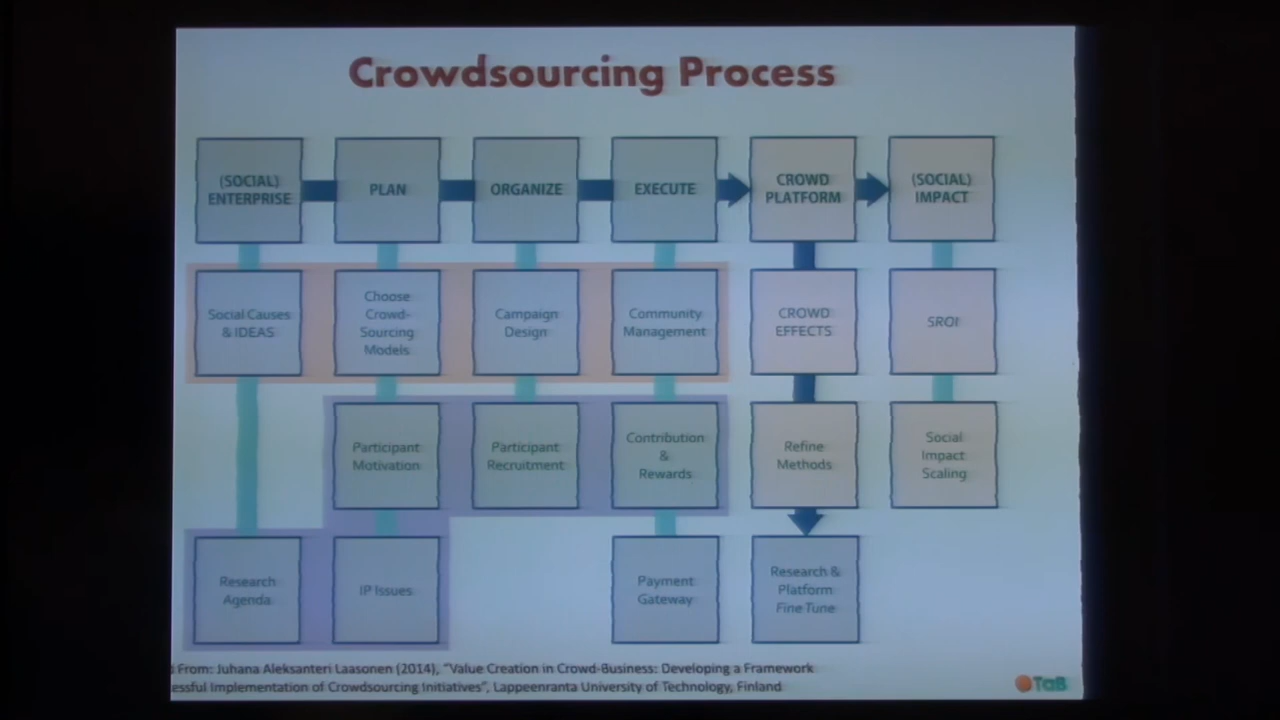 Crowdsourcing Process
(SOCIAL)
ENTERPRISE
PLAN
ORGANIZE
EXECUTE
CROWD
PLATFORM
(SOCIAL)
IMPACT
Social Causes
& IDEAS
Choose
Crowd-
Sourcing
Models
Campaign
Design
Community
Management
CROWD
EFFECTS
SROI
Participant
Motivation
Participant
Recruitment
Contribution
&
Rewards
Refine
Methods
Social
Impact
Scaling
Research
Agenda
IP Issues
Payment
Gateway
Research &
Platform
Fine Tune
From: Juhana Aleksanteri Laasonen (2014), "Value Creation in Crowd-Business: Developing a Framework
essful Implementation of Crowdsourcing Initiatives", Lappeenranta University of Technology, Finland
TaB